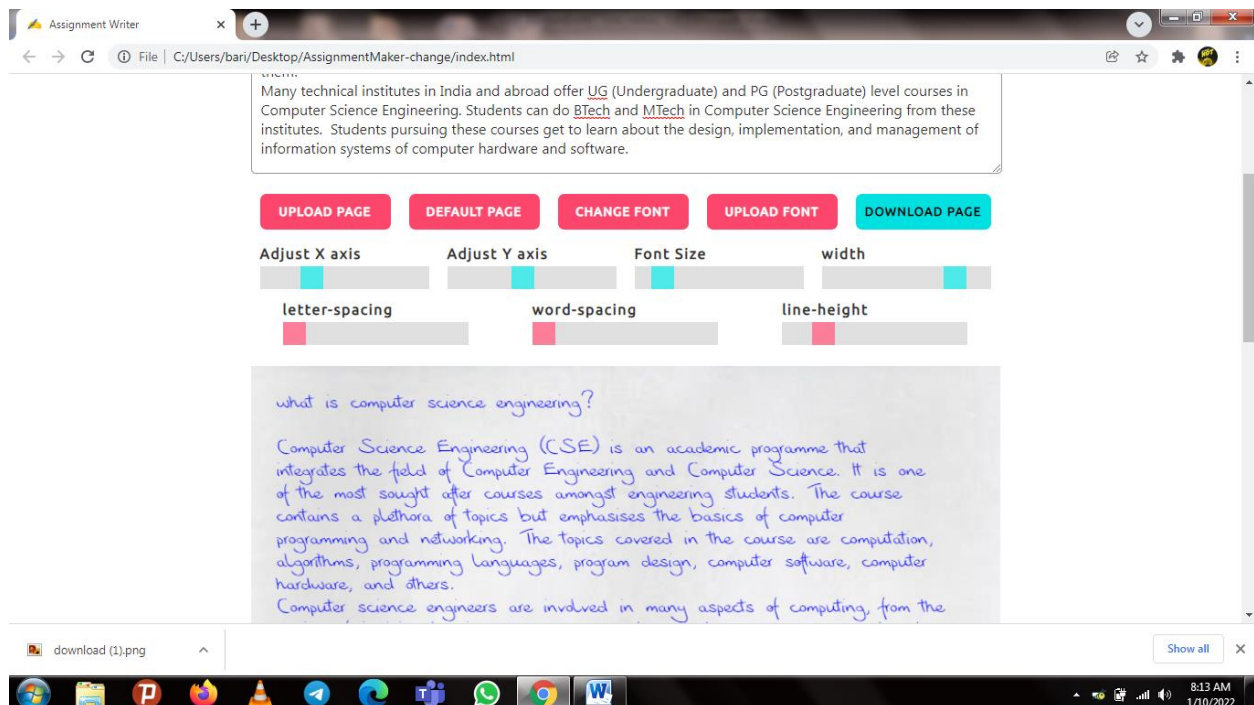 Assignment Writer
File | C:/Users/bari/Desktop/AssignmentMaker-change/index.html
them.
Many technical institutes in India and abroad offer UG (Undergraduate) and PG (Postgraduate) level courses in
Computer Science Engineering. Students can do BTech and MTech in Computer Science Engineering from these
institutes. Students pursuing these courses get to learn about the design, implementation, and management of
information systems of computer hardware and software.
UPLOAD PAGE DEFAULT PAGE CHANGE FONT UPLOAD FONT DOWNLOAD PAGE
Adjust X axis Adjust Y axis Font Size width
letter-spacing word-spacing line-height
what is computer science engineering?
Computer Science Engineering (CSE) is an academic programme that
integrates the field of Computer Engineering and Computer Science. It is one
of the most sought after courses amongst engineering students. The course
contains a plethora of topics but emphasises the basics of computer
programming and networking. The topics covered in the course are computation,
algorithms, programming languages, program design, computer software, computer
hardware, and others.
Computer science engineers are involved in many aspects of computing, from the
download (1).png Show all
8:13 AM
1/10/2022